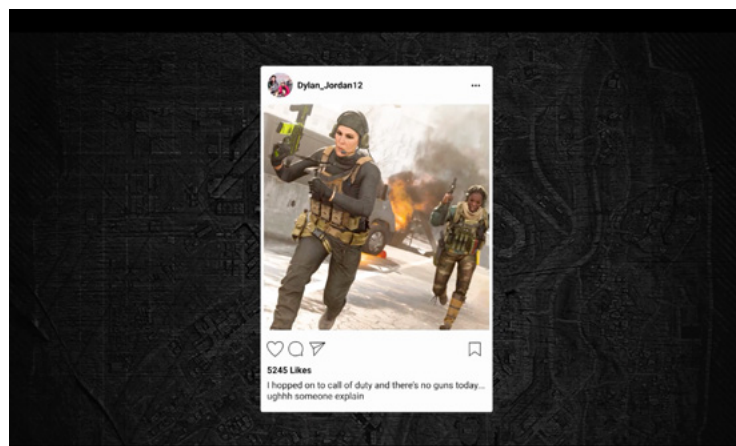 Dylan_Jordan12
5245 Likes
I hopped on to call of duty and there's no guns today...
ughhh someone explain